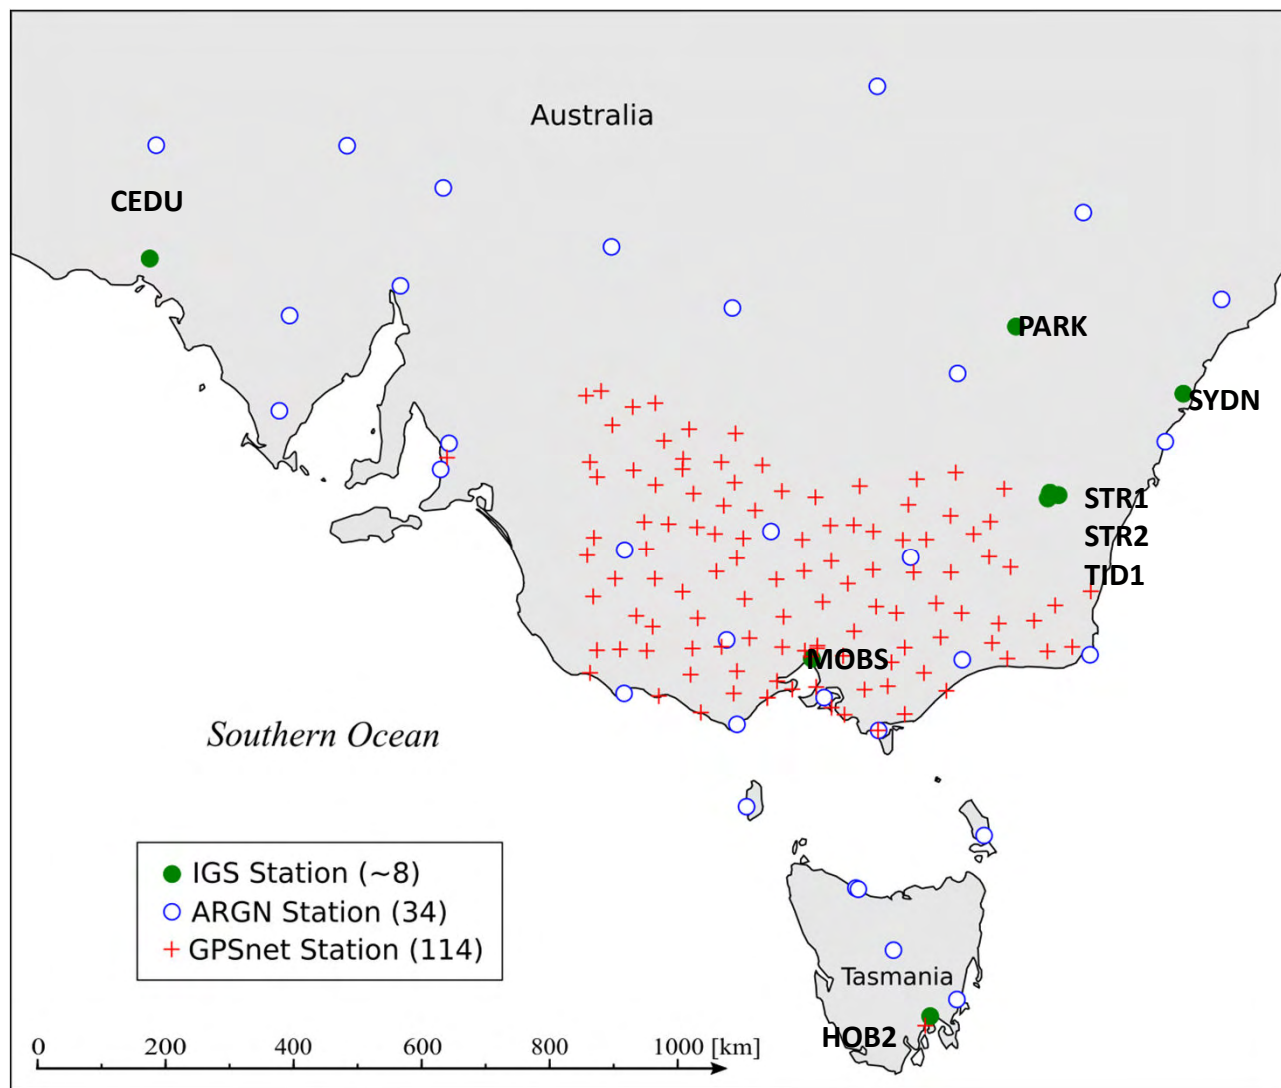 Australia
CEDU
PARK
SYDN
STR1
STR2
TID1
MOBS
Southern Ocean
IGS Station (~8)
ARGN Station (34)
GPSnet Station (114)
Tasmania
HOB2
0 200 400 600 800 1000 [km]